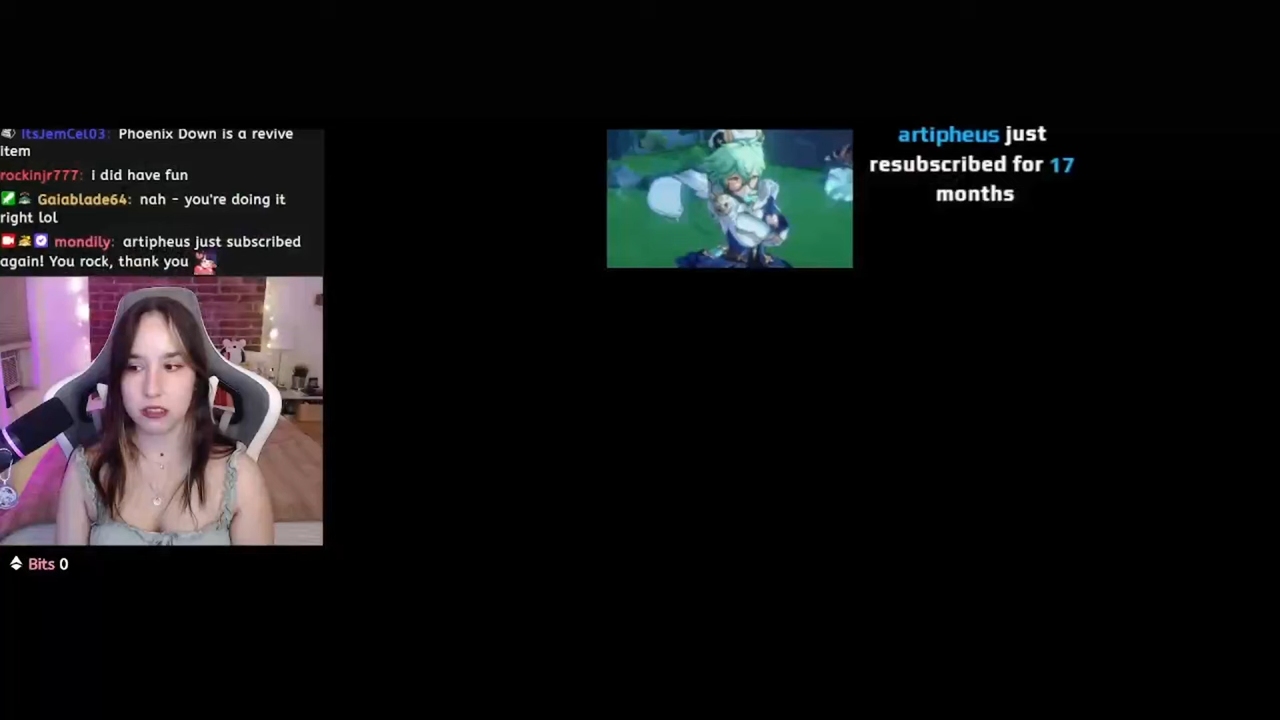 ItsJemCel03: Phoenix Down is a revive
item
rockinjr777: i did have fun
Gaiablade64: nah - you're doing it
right lol
mondily: artipheus just subscribed
again! You rock, thank you
Bits 0
artipheus just
resubscribed for 17
months